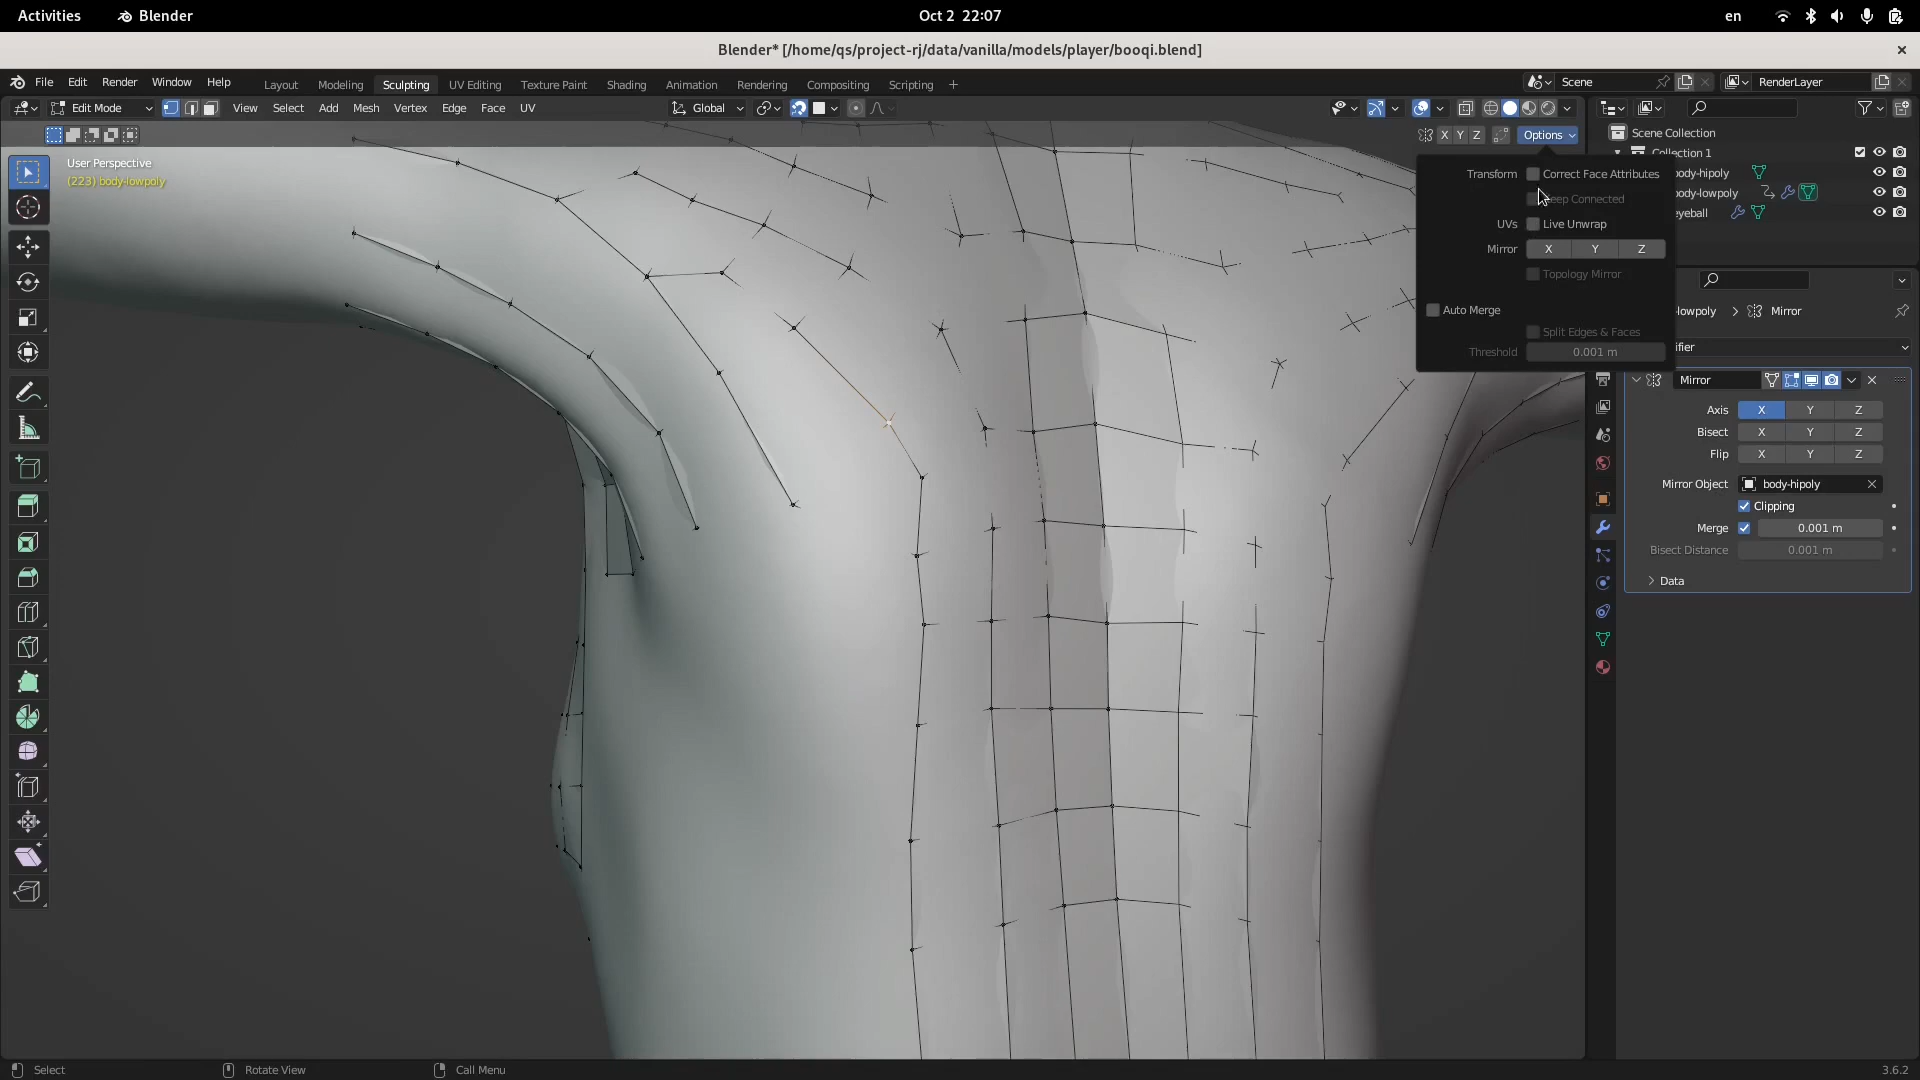 Activities Blender Oct 2 22:07 en
Blender* [/home/qs/project-rj/data/vanilla/models/player/booqi.blend]
File Edit Render Window Help Layout Modeling Sculpting UV Editing Texture Paint Shading Animation Rendering Compositing Scripting + Scene RenderLayer
Edit Mode View Select Add Mesh Vertex Edge Face UV Global
X Y Z Options
Scene Collection
Collection 1
User Perspective
(223) body-lowpoly
Transform Correct Face Attributes
Keep Connected
UVs Live Unwrap
Mirror X Y Z
Topology Mirror
Auto Merge
Split Edges & Faces
Threshold 0.001 m
body-hipoly
body-lowpoly
eyeball
lowpoly > Mirror
ifier
Mirror
Axis X Y Z
Bisect X Y Z
Flip X Y Z
Mirror Object body-hipoly
Clipping
Merge 0.001 m
Bisect Distance 0.001 m
Data
Select Rotate View Call Menu 3.6.2